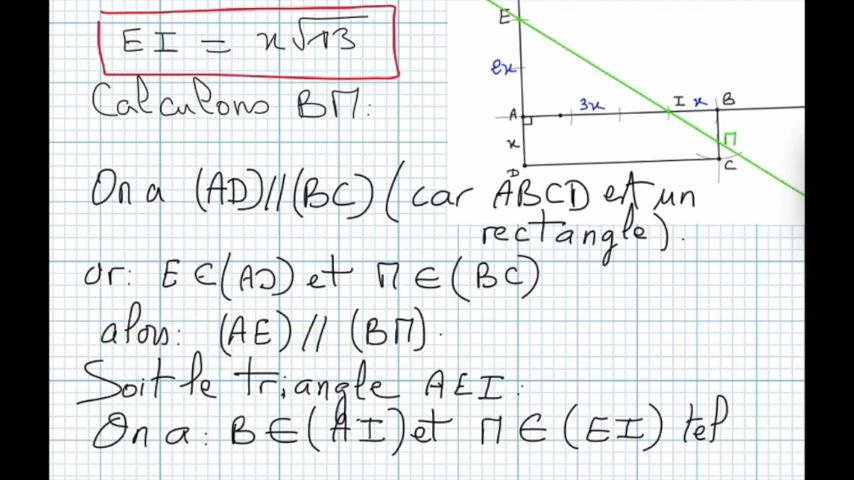 EI = x√13
Calculons BM:
On a (AD)//(BC) (car ABCD est un
rectangle).
or: E ∈ (AD) et M ∈ (BC)
alors: (AE) // (BM).
Soit le triangle AEI:
On a: B ∈ (AI) et M ∈ (EI) tel
E
2x
A
3x
I
x
B
x
M
D
C